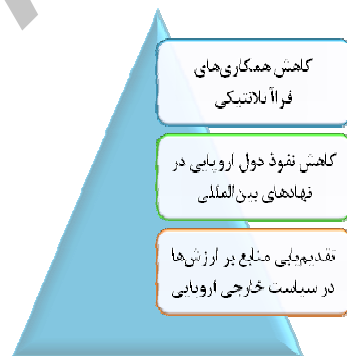 کاهش همکاری‌های
فراآتلانتیکی
کاهش نفوذ دول اروپایی در
نهادهای بین‌المللی
تقدیم‌یابی منابع بر ارزش‌ها
در سیاست خارجی اروپایی